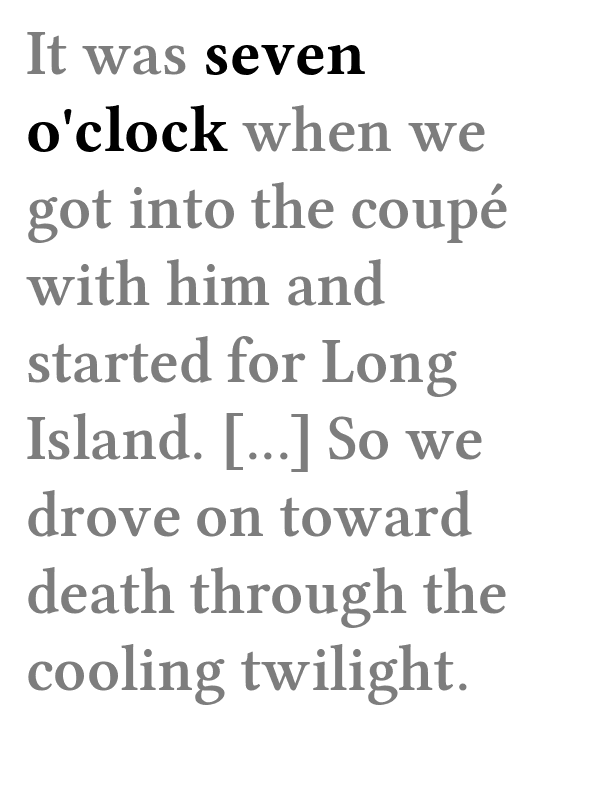 It was seven
o'clock when we
got into the coupé
with him and
started for Long
Island. [...] So we
drove on toward
death through the
cooling twilight.